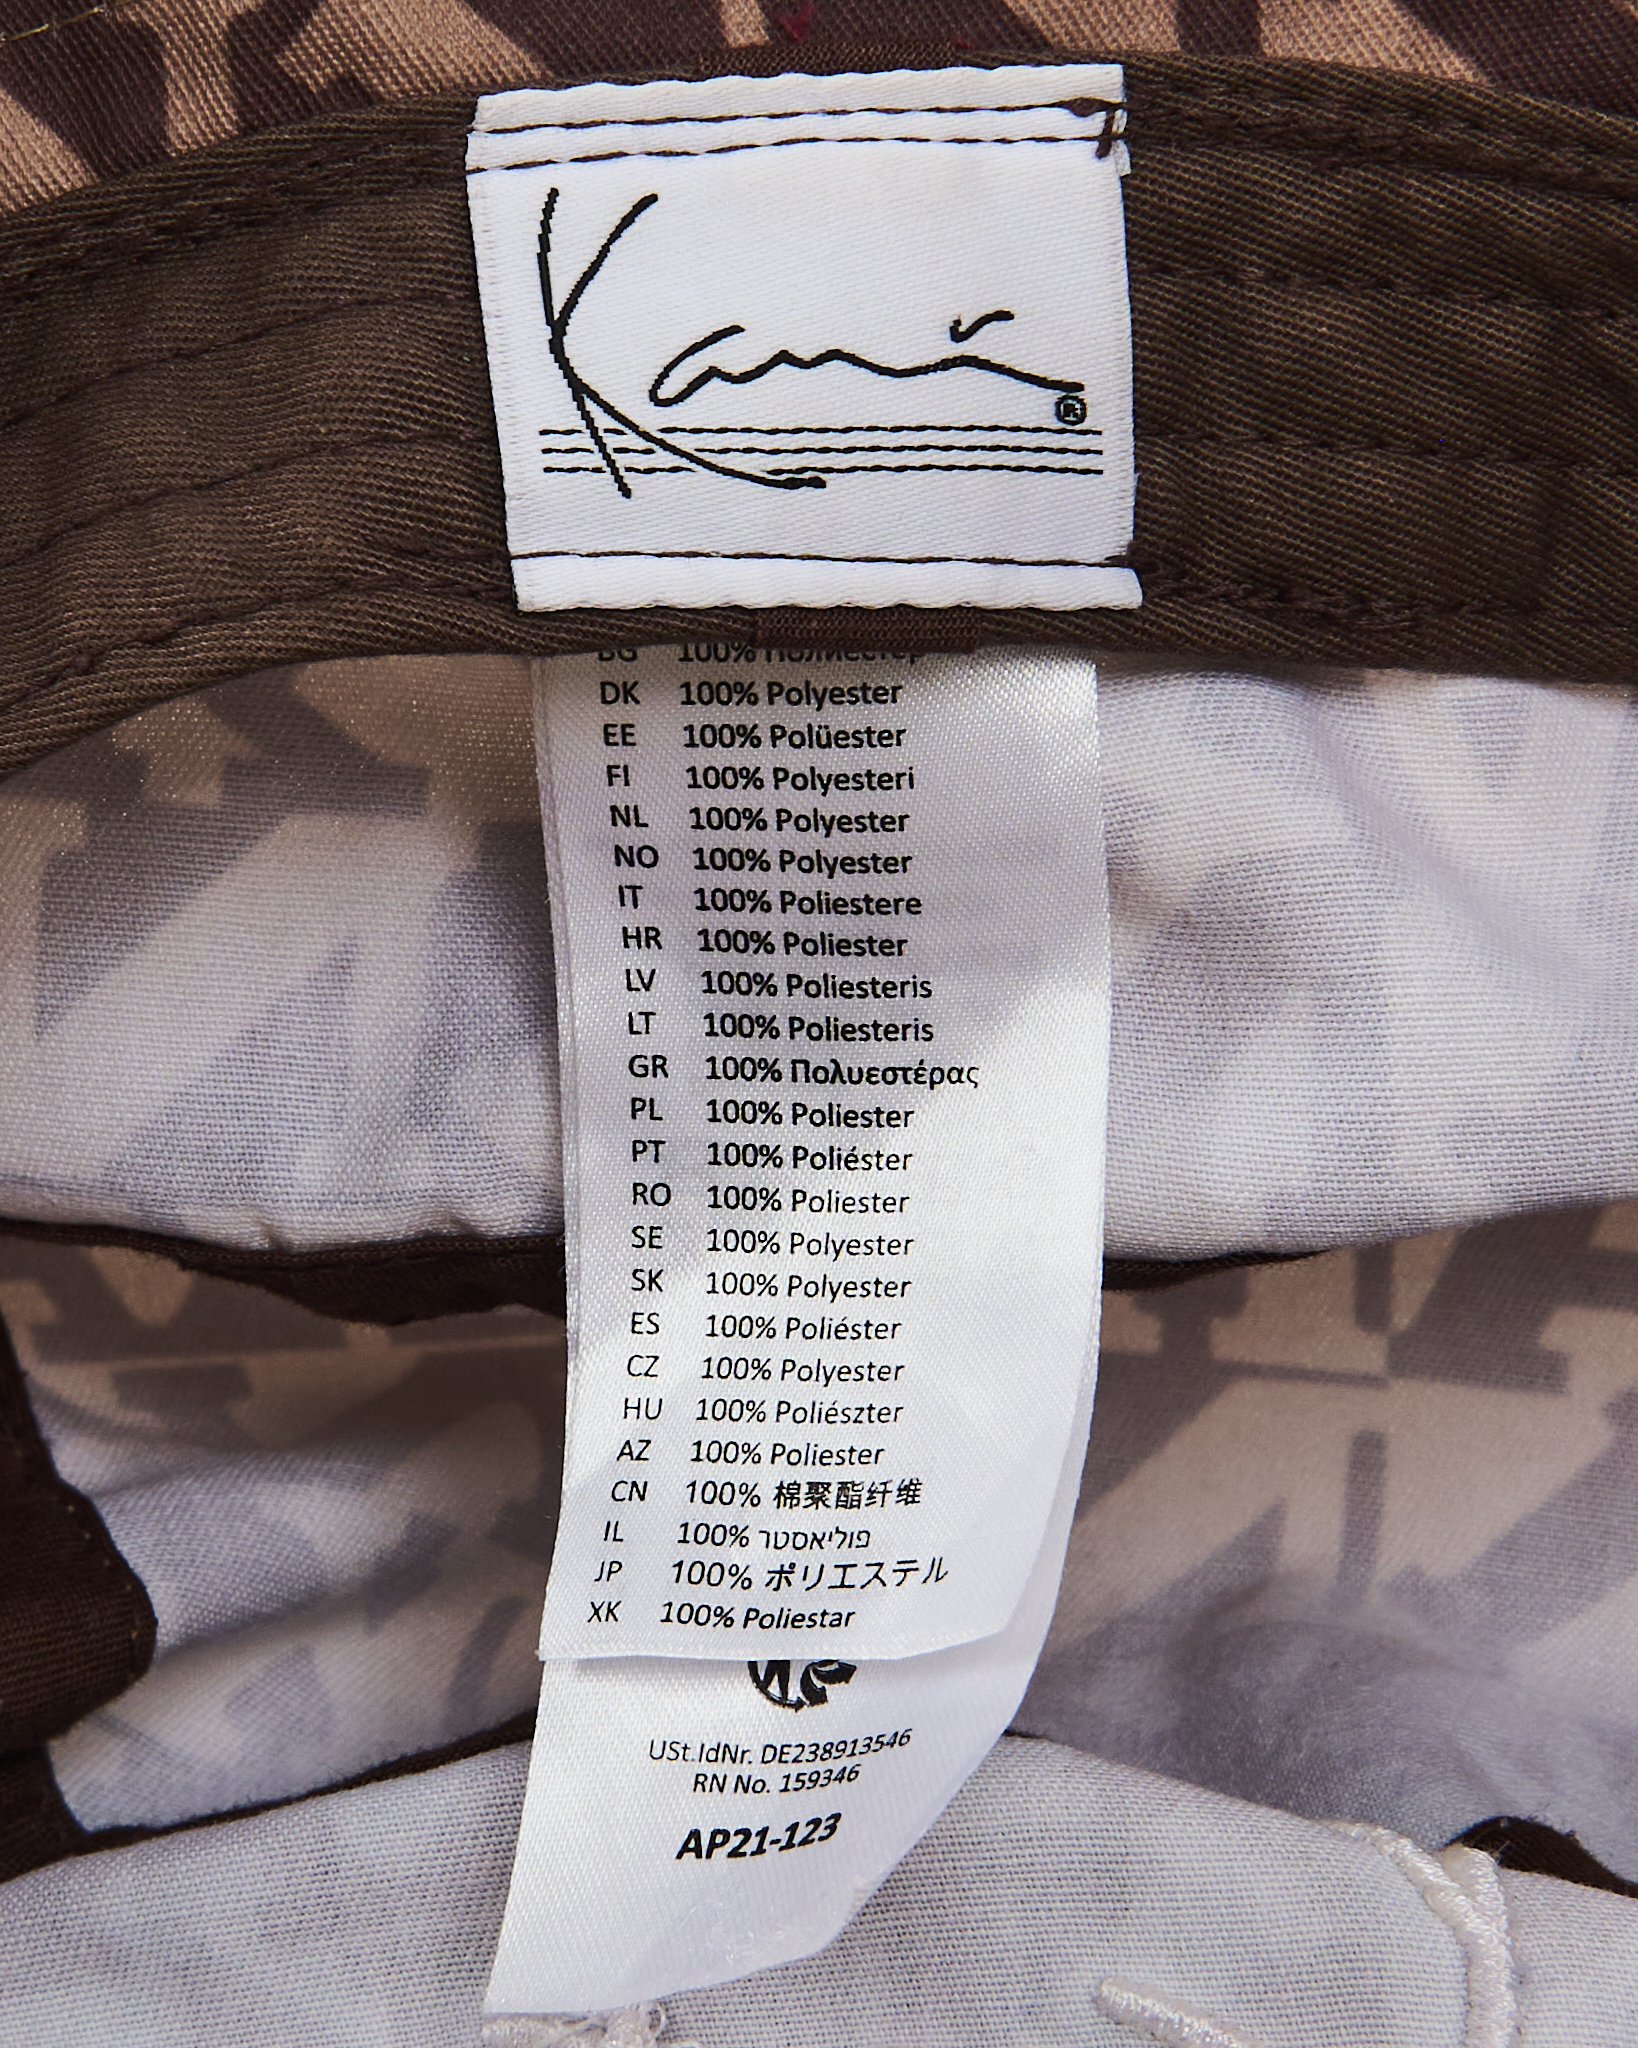 Kani
®
BG 100% Полиестер
DK 100% Polyester
EE 100% Polüester
FI 100% Polyesteri
NL 100% Polyester
NO 100% Polyester
IT 100% Poliestere
HR 100% Poliester
LV 100% Poliesteris
LT 100% Poliesteris
GR 100% Πολυεστέρας
PL 100% Poliester
PT 100% Poliéster
RO 100% Poliester
SE 100% Polyester
SK 100% Polyester
ES 100% Poliéster
CZ 100% Polyester
HU 100% Poliészter
AZ 100% Poliester
CN 100% 棉聚酯纤维
IL 100% פוליאסטר
JP 100% ポリエステル
XK 100% Poliestar
USt.IdNr. DE238913546
RN No. 159346
AP21-123